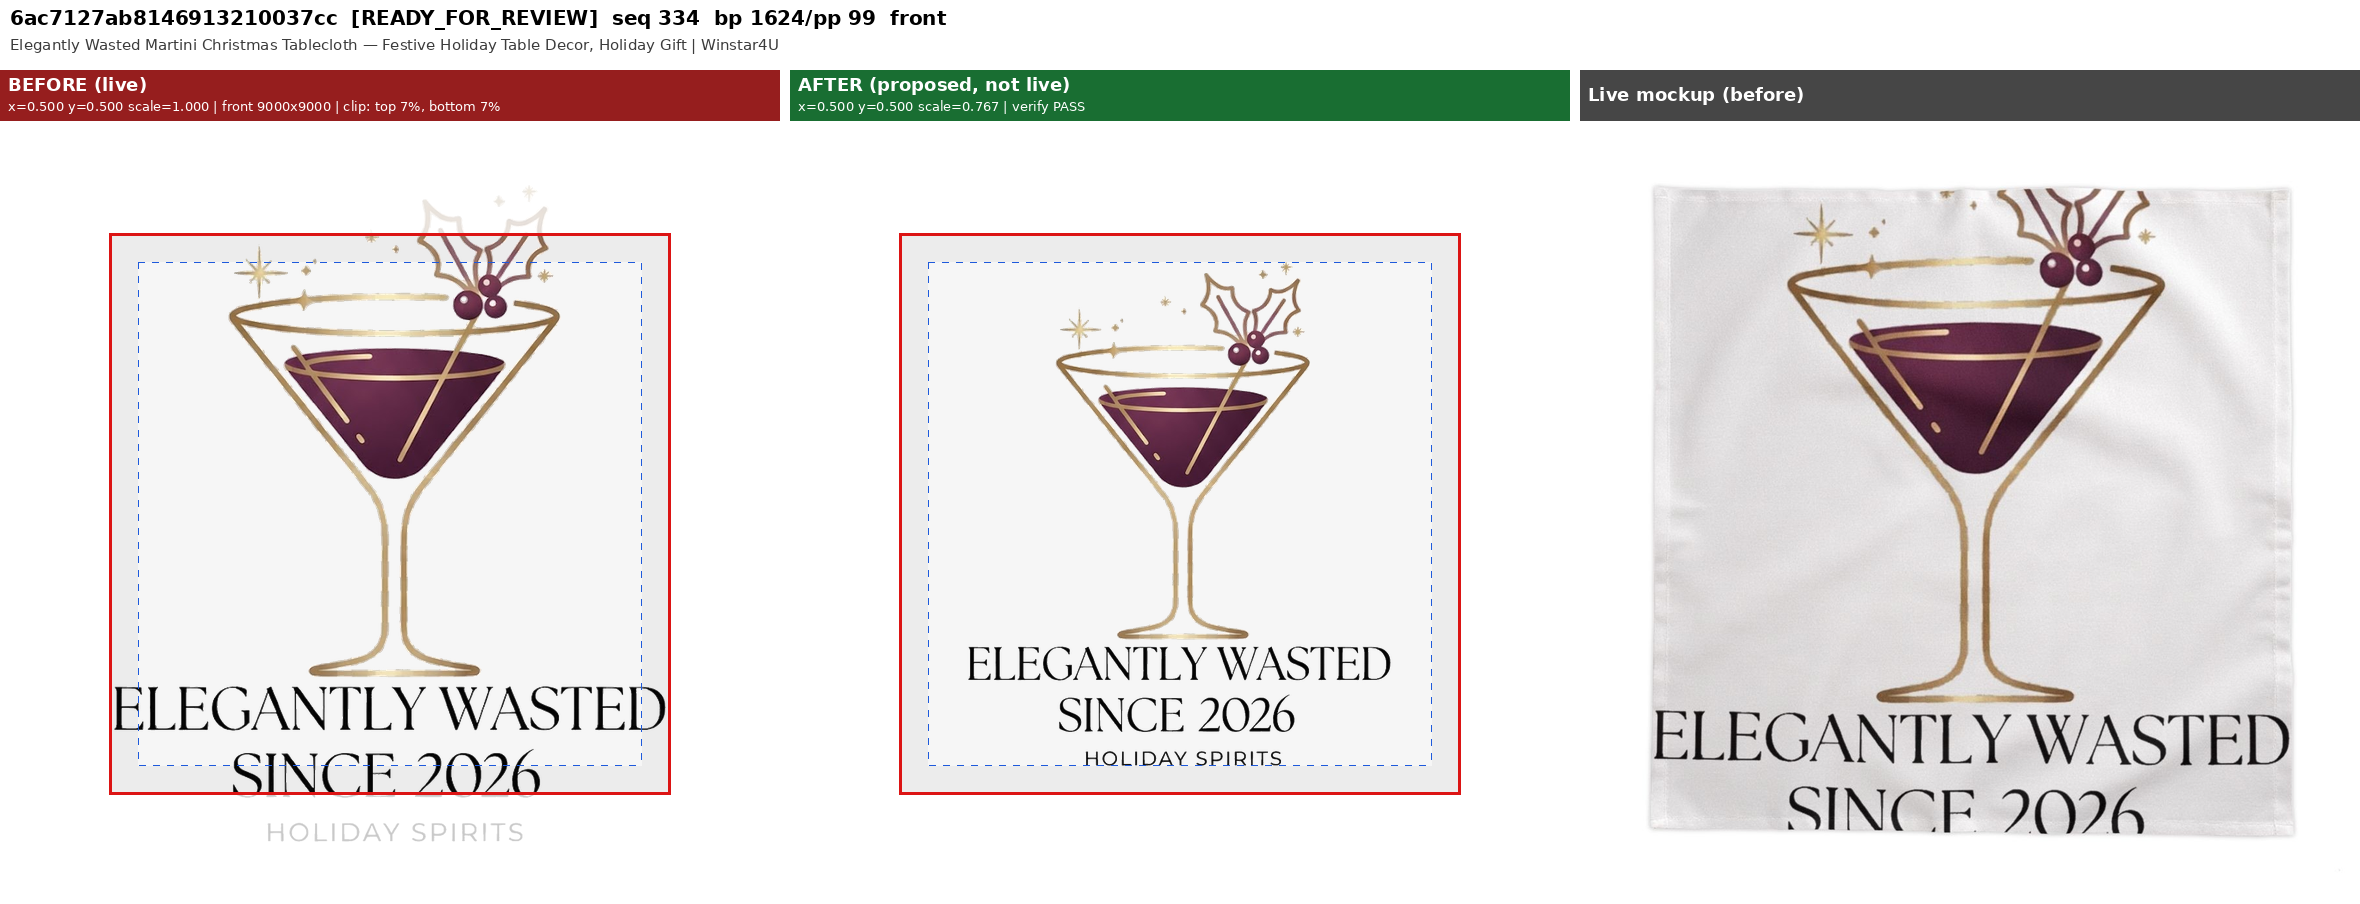 6ac7127ab8146913210037cc [READY_FOR_REVIEW] seq 334 bp 1624/pp 99 front
Elegantly Wasted Martini Christmas Tablecloth — Festive Holiday Table Decor, Holiday Gift | Winstar4U
BEFORE (live)
x=0.500 y=0.500 scale=1.000 | front 9000x9000 | clip: top 7%, bottom 7%
ELEGANTLY WASTED
SINCE 2026
HOLIDAY SPIRITS
AFTER (proposed, not live)
x=0.500 y=0.500 scale=0.767 | verify PASS
ELEGANTLY WASTED
SINCE 2026
HOLIDAY SPIRITS
Live mockup (before)
ELEGANTLY WASTED
SINCE 2026